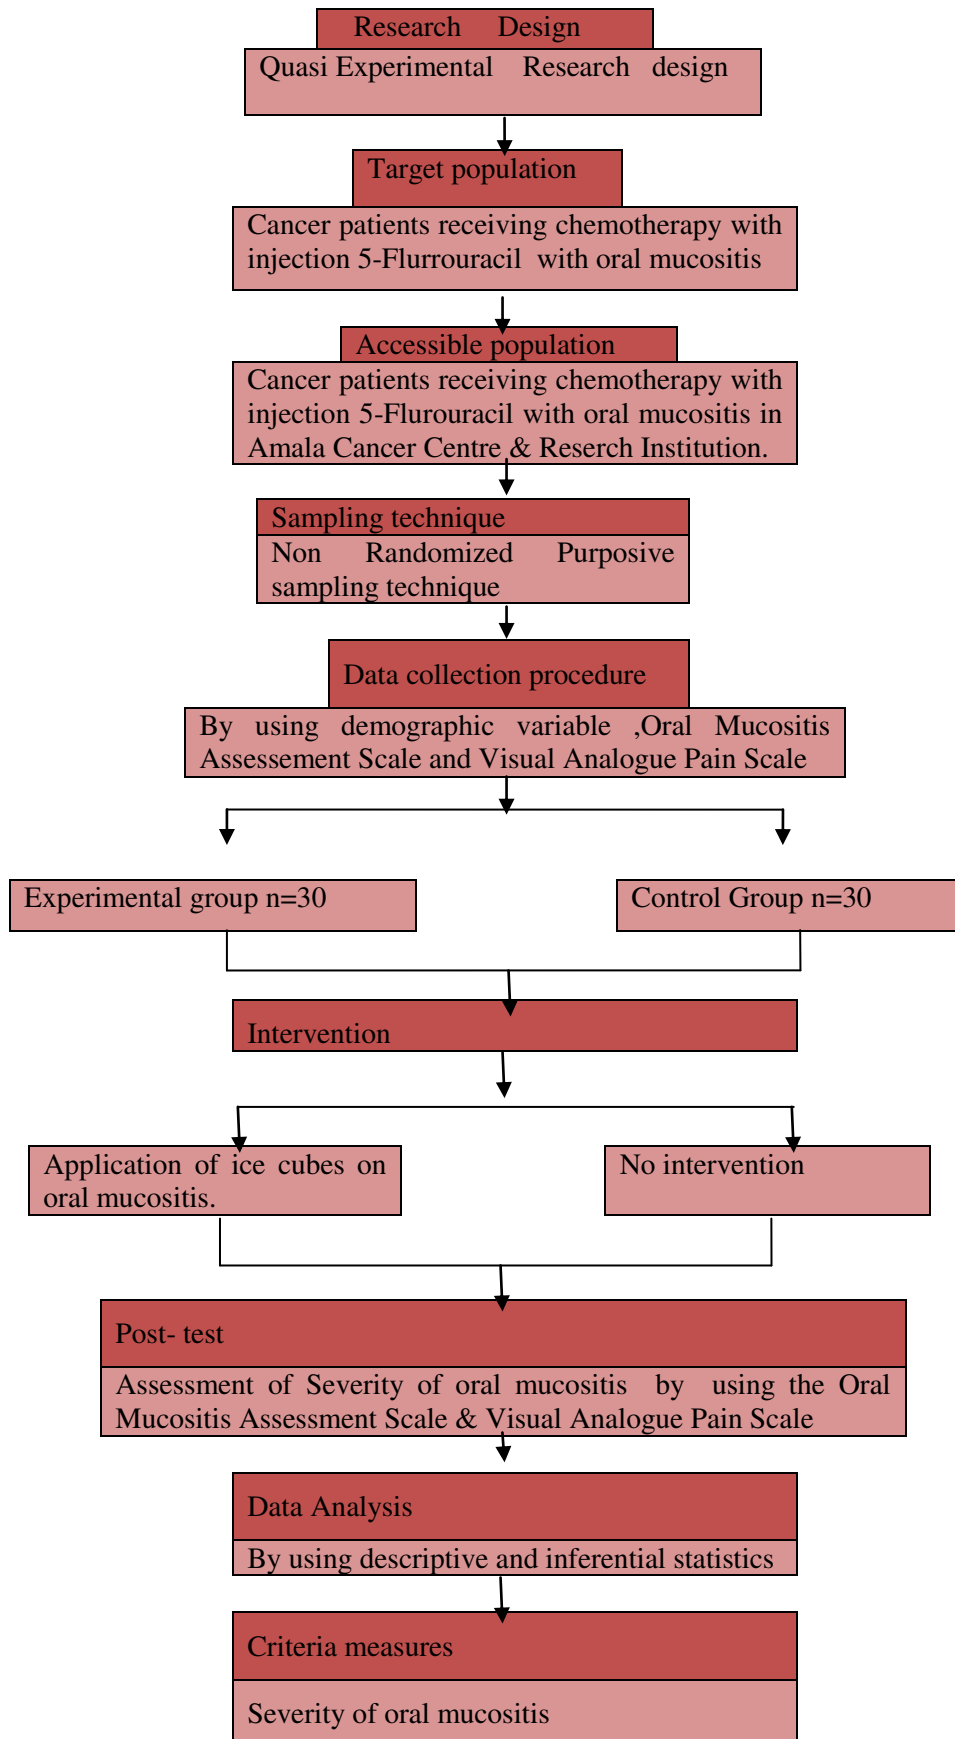 Research Design
Quasi Experimental Research design
Target population
Cancer patients receiving chemotherapy with
injection 5-Flurrouracil with oral mucositis
Accessible population
Cancer patients receiving chemotherapy with
injection 5-Flurouracil with oral mucositis in
Amala Cancer Centre & Reserch Institution.
Sampling technique
Non Randomized Purposive
sampling technique
Data collection procedure
By using demographic variable ,Oral Mucositis
Assessement Scale and Visual Analogue Pain Scale
Experimental group n=30
Control Group n=30
Intervention
Application of ice cubes on
oral mucositis.
No intervention
Post- test
Assessment of Severity of oral mucositis by using the Oral
Mucositis Assessment Scale & Visual Analogue Pain Scale
Data Analysis
By using descriptive and inferential statistics
Criteria measures
Severity of oral mucositis